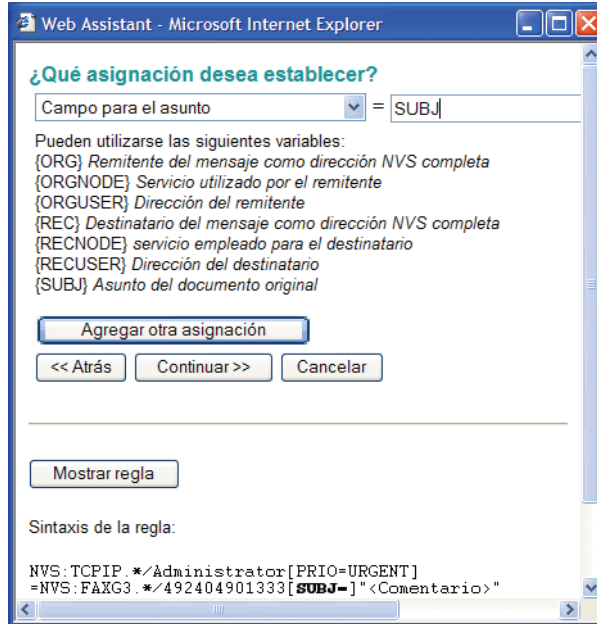 Web Assistant - Microsoft Internet Explorer
¿Qué asignación desea establecer?
Campo para el asunto = SUBJ
Pueden utilizarse las siguientes variables:
{ORG} Remitente del mensaje como dirección NVS completa
{ORGNODE} Servicio utilizado por el remitente
{ORGUSER} Dirección del remitente
{REC} Destinatario del mensaje como dirección NVS completa
{RECNODE} servicio empleado para el destinatario
{RECUSER} Dirección del destinatario
{SUBJ} Asunto del documento original
Agregar otra asignación
<< Atrás Continuar >> Cancelar
Mostrar regla
Sintaxis de la regla:
NVS:TCPIP.*/Administrator[PRIO=URGENT]
=NVS:FAXG3.*/492404901333[SUBJ=]"<Comentario>"